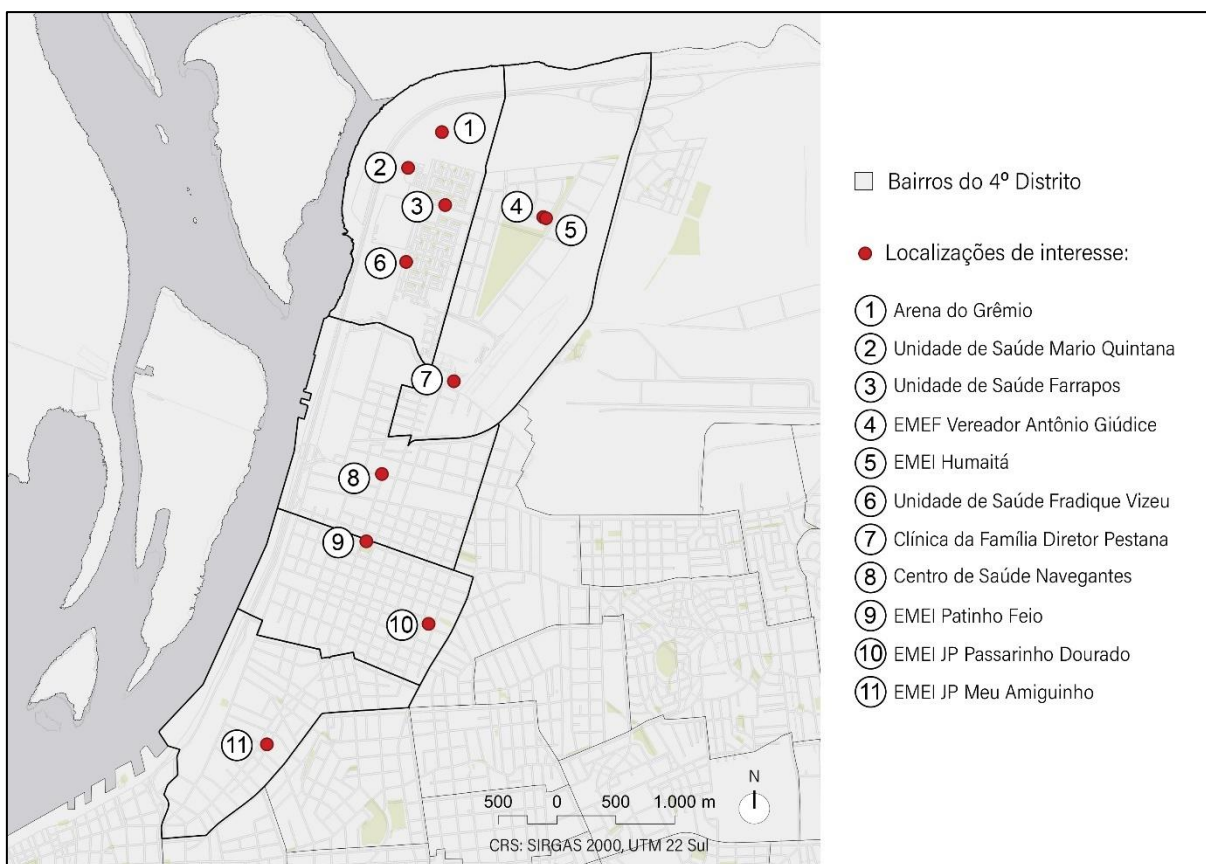 1
2
3
4
5
6
7
8
9
10
11
N
500 0 500 1.000 m
CRS: SIRGAS 2000, UTM 22 Sul
Bairros do 4º Distrito
Localizações de interesse:
1 Arena do Grêmio
2 Unidade de Saúde Mario Quintana
3 Unidade de Saúde Farrapos
4 EMEF Vereador Antônio Giúdice
5 EMEI Humaitá
6 Unidade de Saúde Fradique Vizeu
7 Clínica da Família Diretor Pestana
8 Centro de Saúde Navegantes
9 EMEI Patinho Feio
10 EMEI JP Passarinho Dourado
11 EMEI JP Meu Amiguinho